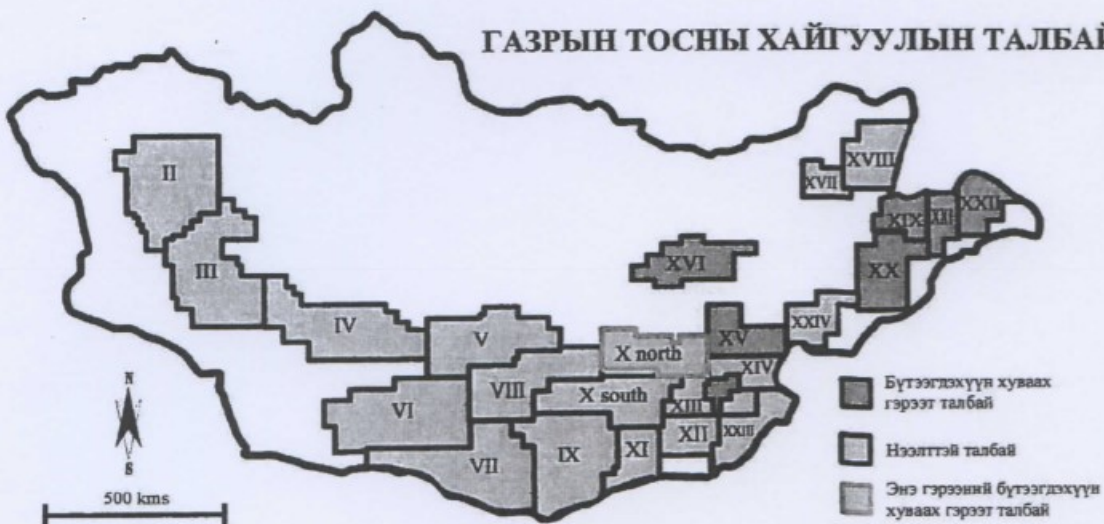 ГАЗРЫН ТОСНЫ ХАЙГУУЛЫН ТАЛБАЙ
II
III
IV
V
VI
VII
VIII
IX
X north
X south
XI
XII
XIII
XIV
XV
XVI
XVII
XVIII
XIX
XX
XXI
XXII
XXIII
XXIV
N
S
500 kms
Бүтээгдэхүүн хуваах
гэрээт талбай
Нээлттэй талбай
Энэ гэрээний бүтээгдэхүүн
хуваах гэрээт талбай